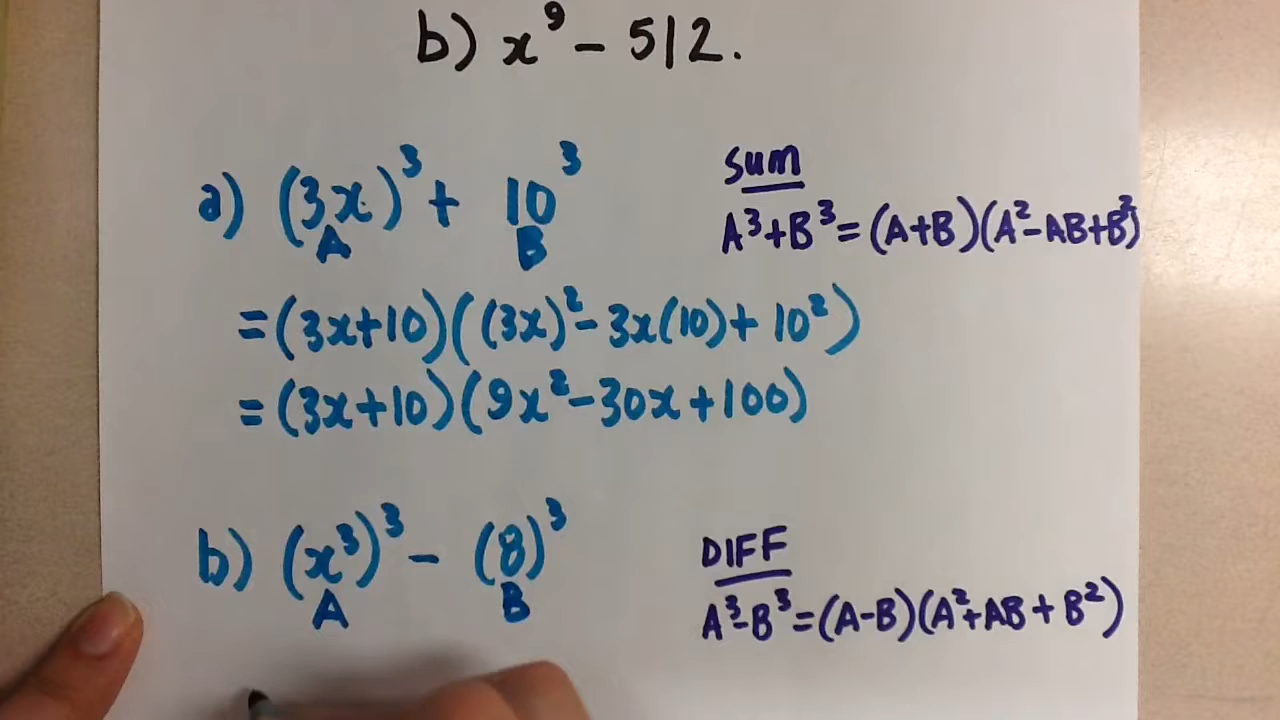 b) x⁹ - 512.
a) (3x)³ + 10³
A B
Sum
A³+B³=(A+B)(A²-AB+B²)
=(3x+10)((3x)²-3x(10)+10²)
=(3x+10)(9x²-30x+100)
b) (x³)³ - (8)³
A B
DIFF
A³-B³=(A-B)(A²+AB+B²)